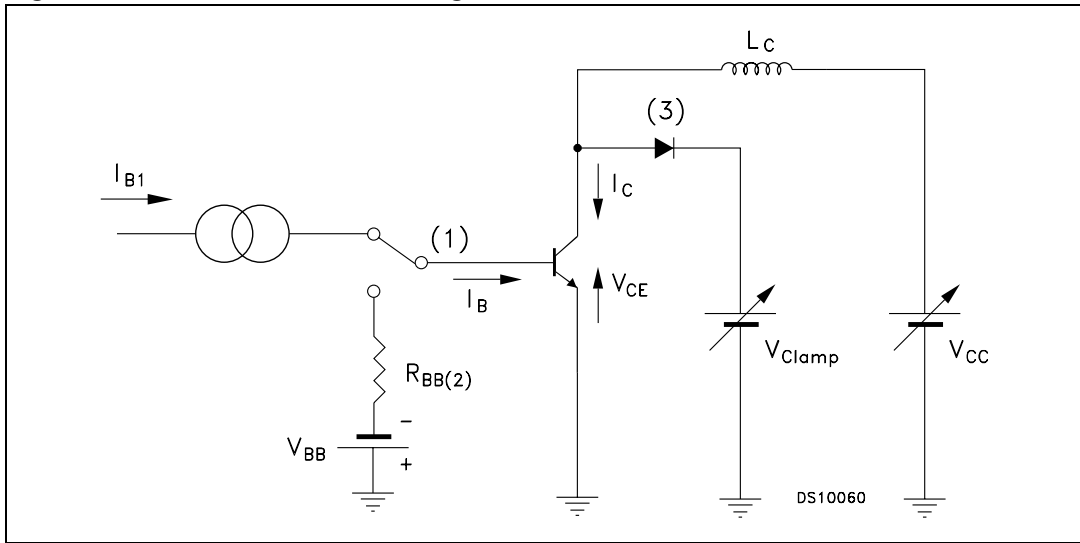 L C
(3)
I B1
I C
(1)
I B
V CE
R BB(2)
V Clamp
V CC
−
V BB
+
DS10060